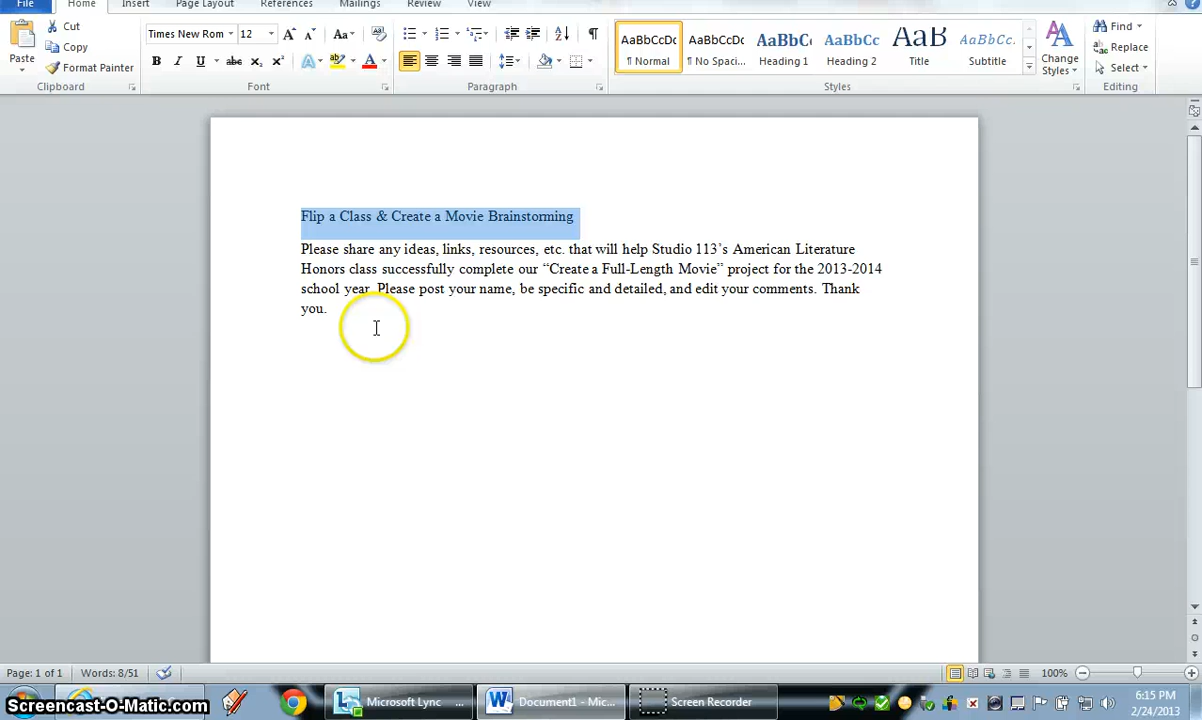 File Home Insert Page Layout References Mailings Review View
Cut
Copy
Format Painter
Paste
Clipboard
Times New Rom 12
Font
Paragraph
AaBbCcDc AaBbCcDc AaBbC AaBbCc AaB AaBbCc.
¶ Normal ¶ No Spaci... Heading 1 Heading 2 Title Subtitle
Styles
Change Styles
Find
Replace
Select
Editing
Flip a Class & Create a Movie Brainstorming
Please share any ideas, links, resources, etc. that will help Studio 113’s American Literature
Honors class successfully complete our “Create a Full-Length Movie” project for the 2013-2014
school year. Please post your name, be specific and detailed, and edit your comments. Thank
you.
Page: 1 of 1 Words: 8/51 100%
Screencast-O-Matic.com
Microsoft Lync ...
Document1 - Mic...
Screen Recorder
6:15 PM
2/24/2013